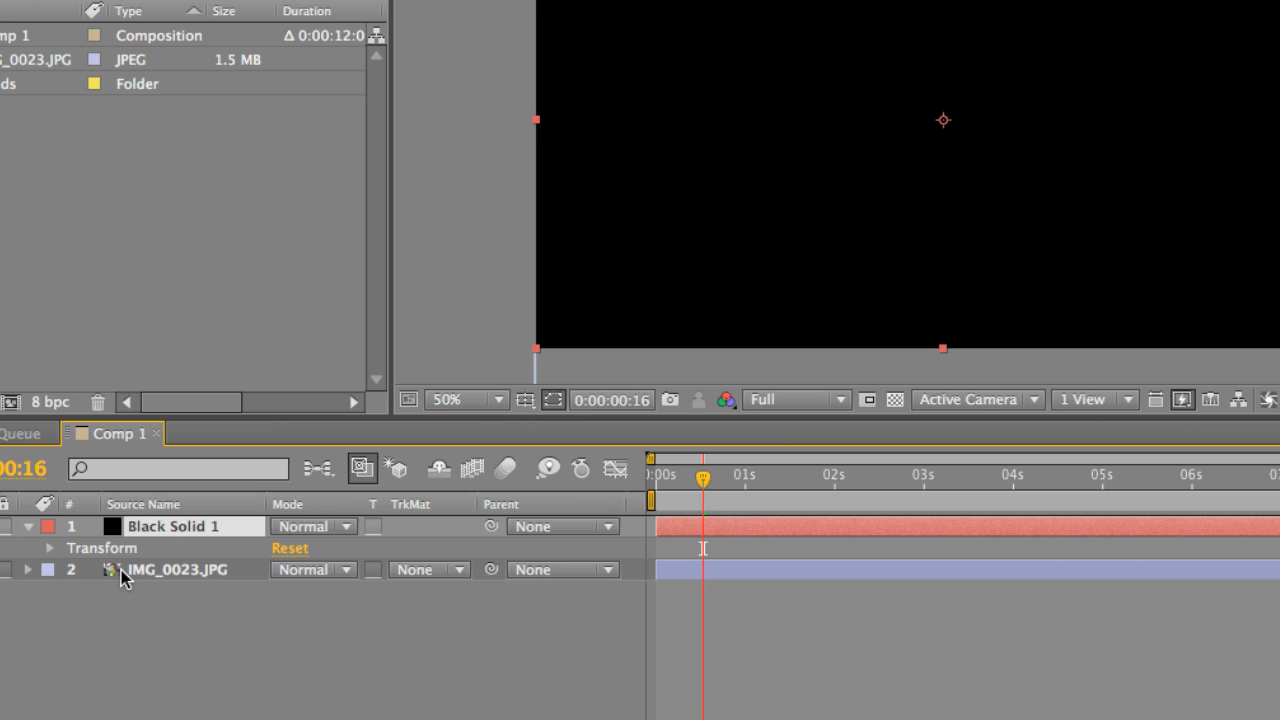 Type Size Duration
mp 1 Composition Δ 0:00:12:0
G_0023.JPG JPEG 1.5 MB
ds Folder
8 bpc
50% 0:00:00:16 Full Active Camera 1 View
Queue Comp 1 ×
00:16 0:00s 01s 02s 03s 04s 05s 06s 07
# Source Name Mode T TrkMat Parent
1 Black Solid 1 Normal None
Transform Reset
2 IMG_0023.JPG Normal None None